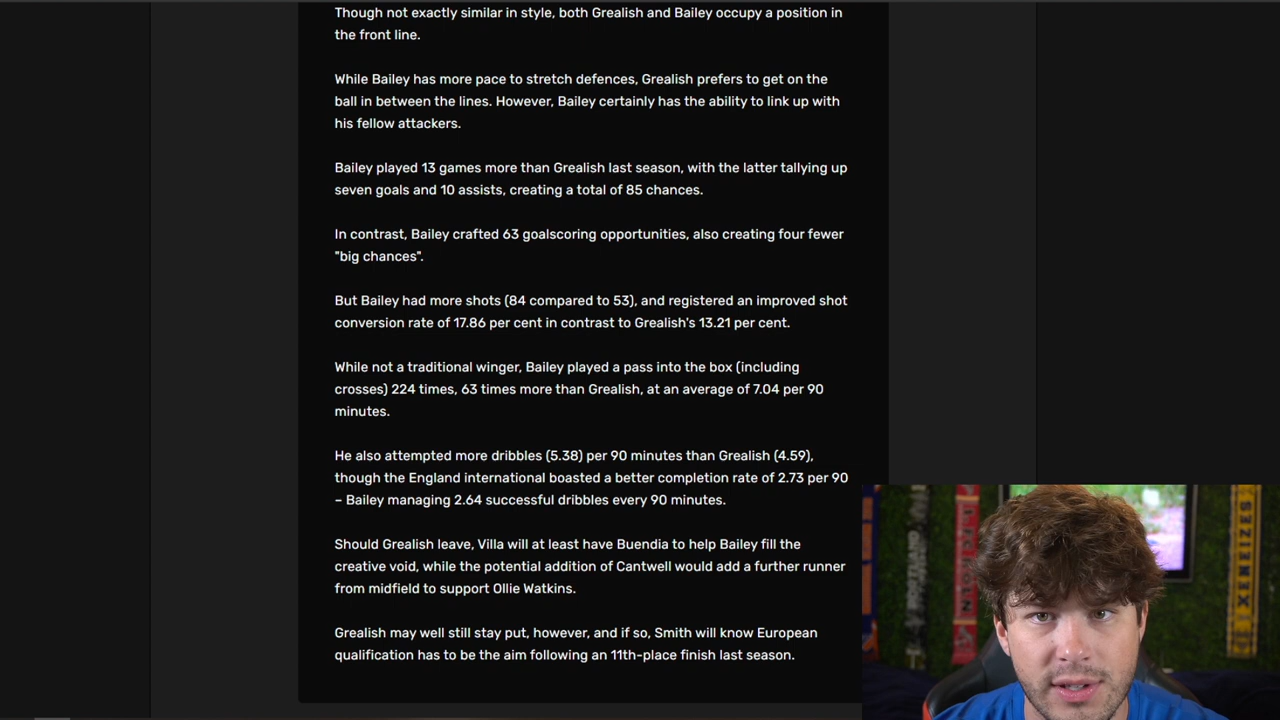 Though not exactly similar in style, both Grealish and Bailey occupy a position in
the front line.
While Bailey has more pace to stretch defences, Grealish prefers to get on the
ball in between the lines. However, Bailey certainly has the ability to link up with
his fellow attackers.
Bailey played 13 games more than Grealish last season, with the latter tallying up
seven goals and 10 assists, creating a total of 85 chances.
In contrast, Bailey crafted 63 goalscoring opportunities, also creating four fewer
"big chances".
But Bailey had more shots (84 compared to 53), and registered an improved shot
conversion rate of 17.86 per cent in contrast to Grealish's 13.21 per cent.
While not a traditional winger, Bailey played a pass into the box (including
crosses) 224 times, 63 times more than Grealish, at an average of 7.04 per 90
minutes.
He also attempted more dribbles (5.38) per 90 minutes than Grealish (4.59),
though the England international boasted a better completion rate of 2.73 per 90
– Bailey managing 2.64 successful dribbles every 90 minutes.
Should Grealish leave, Villa will at least have Buendia to help Bailey fill the
creative void, while the potential addition of Cantwell would add a further runner
from midfield to support Ollie Watkins.
Grealish may well still stay put, however, and if so, Smith will know European
qualification has to be the aim following an 11th-place finish last season.
SCOTLAND
XENEIZES